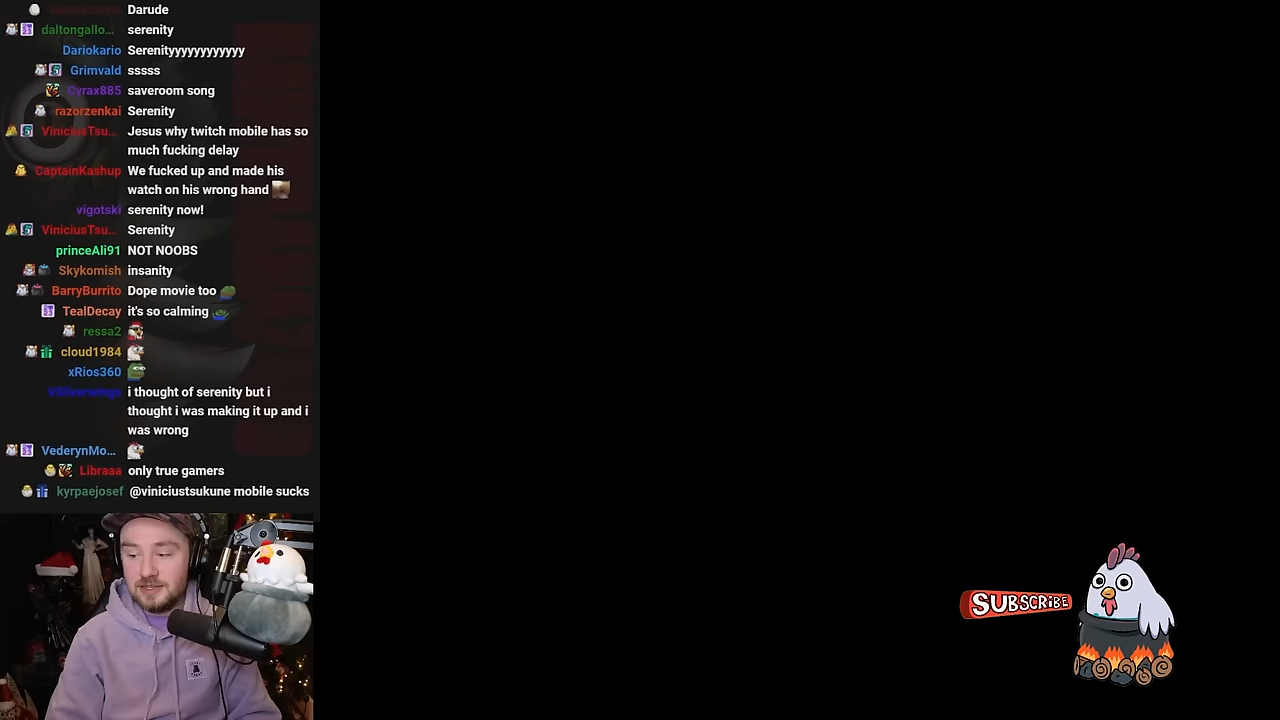 Darude
daltongallo... serenity
Dariokario Serenityyyyyyyyyyy
Grimvald sssss
Cyrax885 saveroom song
razorzenkai Serenity
ViniciusTsu... Jesus why twitch mobile has so
much fucking delay
CaptainKashup We fucked up and made his
watch on his wrong hand
vigotski serenity now!
ViniciusTsu... Serenity
princeAli91 NOT NOOBS
Skykomish insanity
BarryBurrito Dope movie too
TealDecay it's so calming
ressa2
cloud1984
xRios360
VSilverwings i thought of serenity but i
thought i was making it up and i
was wrong
VederynMo...
Libraaa only true gamers
kyrpaejosef @viniciustsukune mobile sucks
SUBSCRIBE